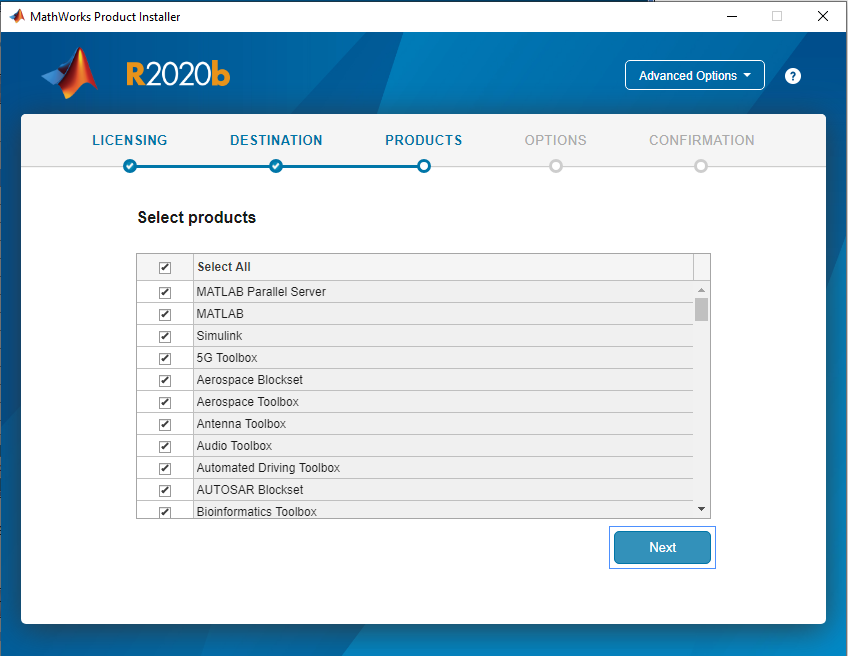 MathWorks Product Installer
R2020b
Advanced Options
?
LICENSING DESTINATION PRODUCTS OPTIONS CONFIRMATION
Select products
Select All
MATLAB Parallel Server
MATLAB
Simulink
5G Toolbox
Aerospace Blockset
Aerospace Toolbox
Antenna Toolbox
Audio Toolbox
Automated Driving Toolbox
AUTOSAR Blockset
Bioinformatics Toolbox
Next